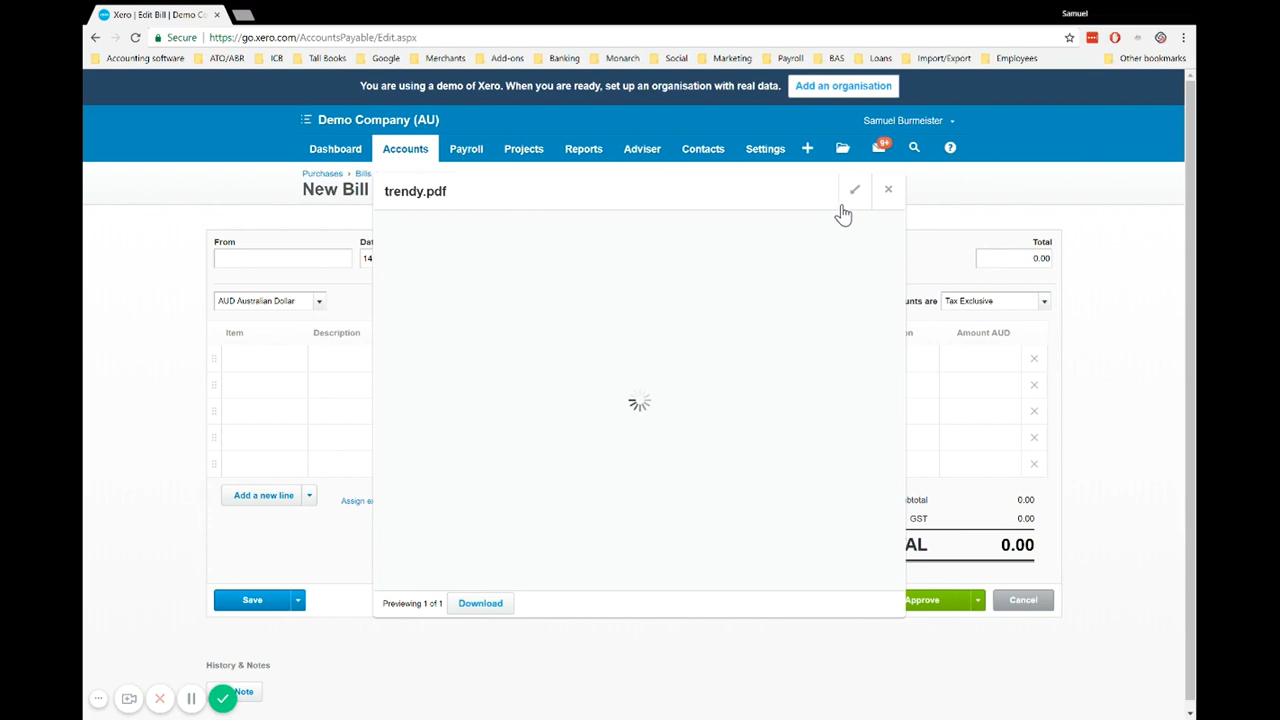 Xero | Edit Bill | Demo Co
Samuel
Secure https://go.xero.com/AccountsPayable/Edit.aspx
Accounting software ATO/ABR ICB Tall Books Google Merchants Add-ons Banking Monarch Social Marketing Payroll BAS Loans Import/Export Employees Other bookmarks
You are using a demo of Xero. When you are ready, set up an organisation with real data. Add an organisation
Demo Company (AU) Samuel Burmeister
Dashboard Accounts Payroll Projects Reports Adviser Contacts Settings 9+
Purchases › Bills
New Bill trendy.pdf
From Dat Total
14 0.00
AUD Australian Dollar unts are Tax Exclusive
Item Description on Amount AUD
Add a new line Assign ex btotal 0.00
GST 0.00
AL 0.00
Save Previewing 1 of 1 Download Approve Cancel
History & Notes
Note